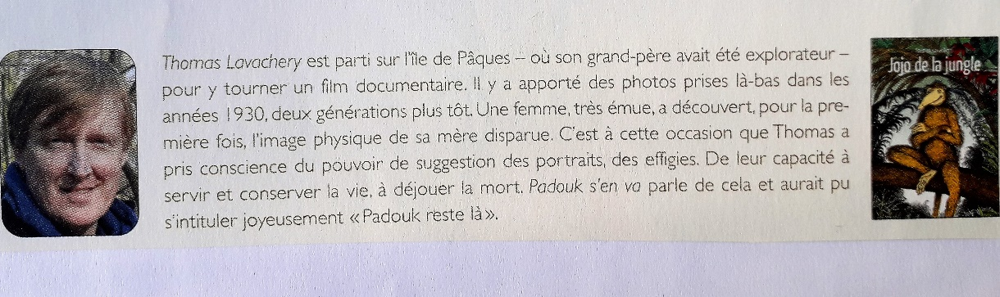 Thomas Lavachery est parti sur l'île de Pâques – où son grand-père avait été explorateur –
pour y tourner un film documentaire. Il y a apporté des photos prises là-bas dans les
années 1930, deux générations plus tôt. Une femme, très émue, a découvert, pour la pre-
mière fois, l'image physique de sa mère disparue. C'est à cette occasion que Thomas a
pris conscience du pouvoir de suggestion des portraits, des effigies. De leur capacité à
servir et conserver la vie, à déjouer la mort. Padouk s'en va parle de cela et aurait pu
s'intituler joyeusement « Padouk reste là ».
Jojo de la jungle